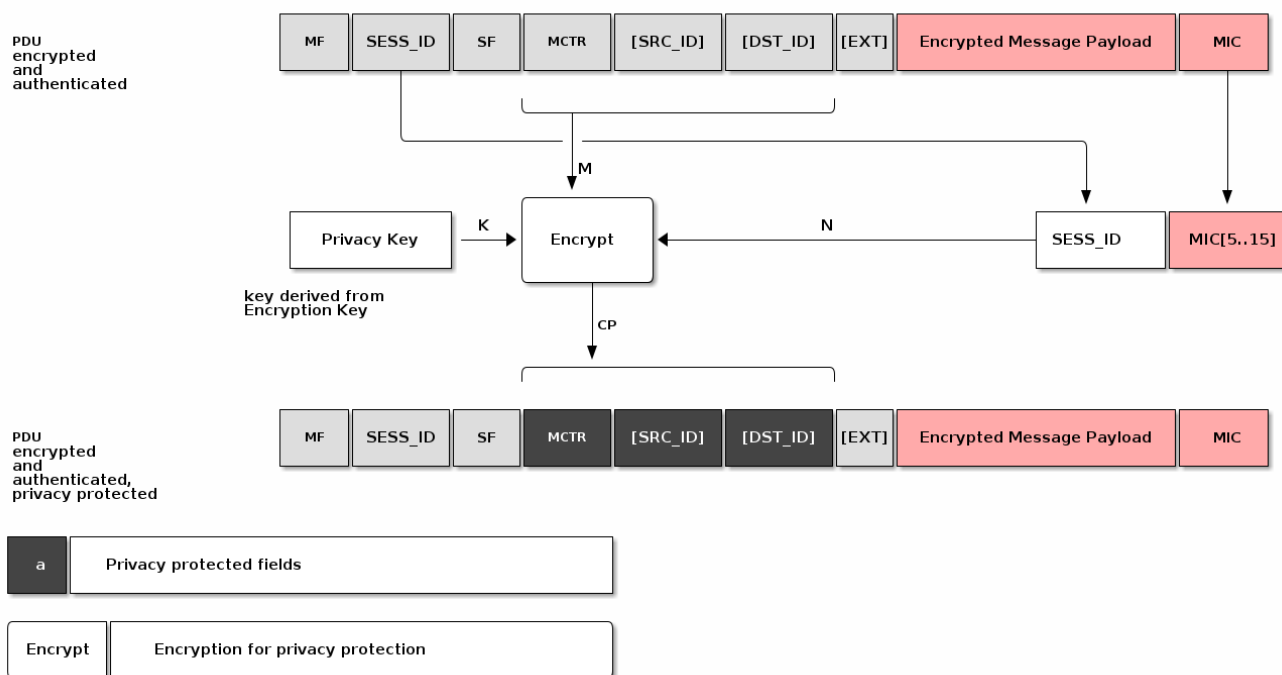 PDU
encrypted
and
authenticated
MF SESS_ID SF MCTR [SRC_ID] [DST_ID] [EXT] Encrypted Message Payload MIC
M
Privacy Key K Encrypt N SESS_ID MIC[5..15]
key derived from
Encryption Key
CP
PDU
encrypted
and
authenticated,
privacy protected
MF SESS_ID SF MCTR [SRC_ID] [DST_ID] [EXT] Encrypted Message Payload MIC
a Privacy protected fields
Encrypt Encryption for privacy protection